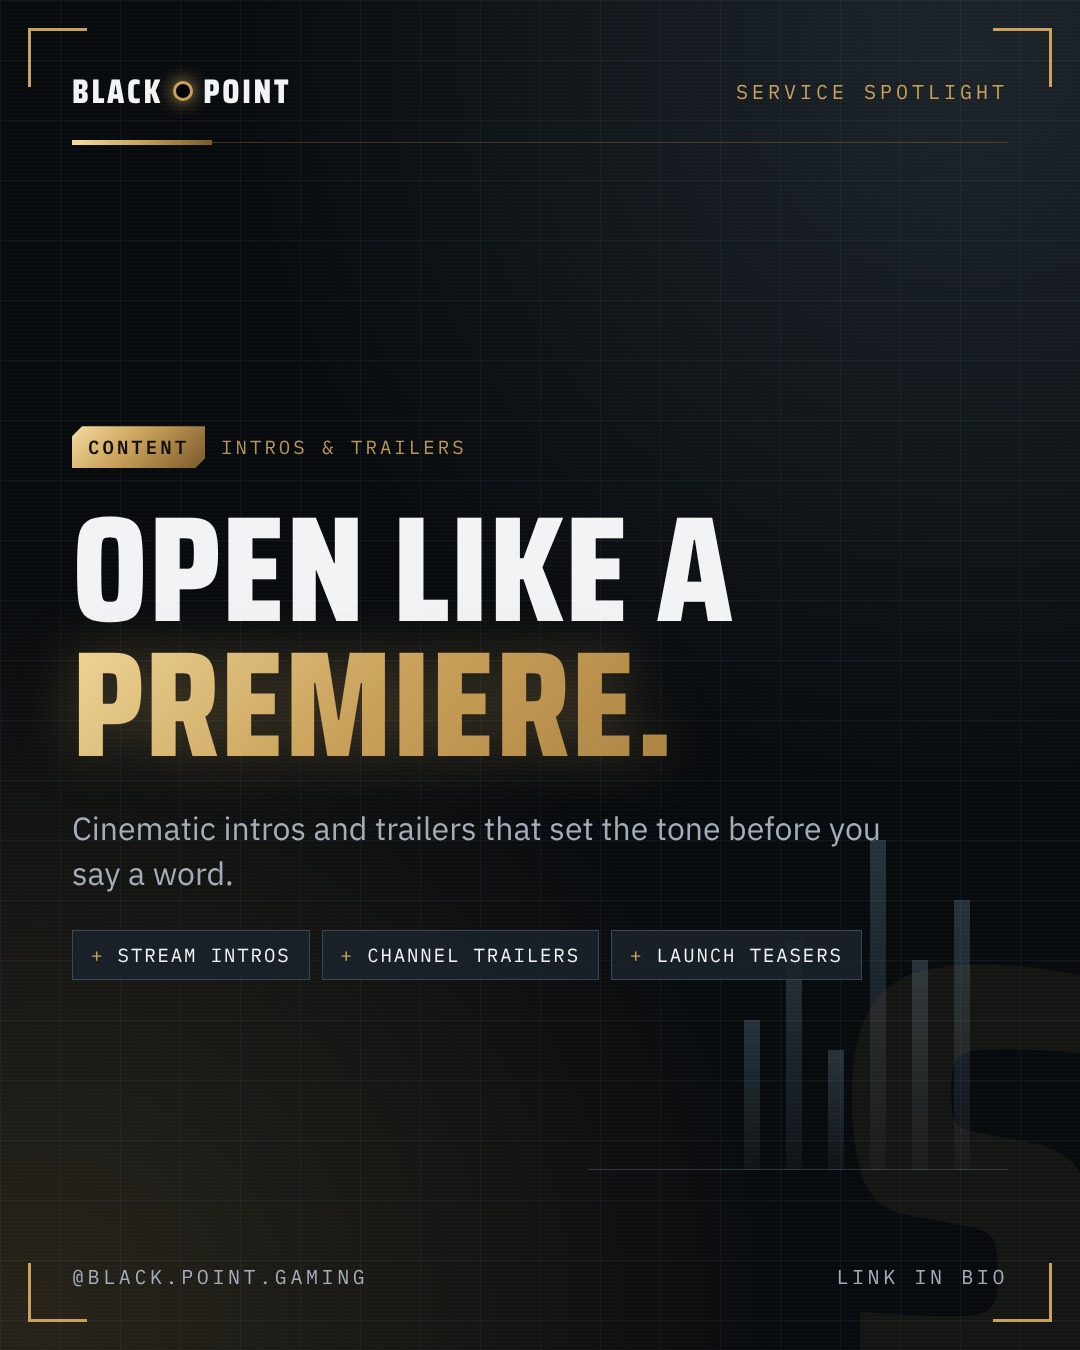 BLACK POINT
SERVICE SPOTLIGHT
CONTENT INTROS & TRAILERS
OPEN LIKE A
PREMIERE.
Cinematic intros and trailers that set the tone before you
say a word.
+ STREAM INTROS + CHANNEL TRAILERS + LAUNCH TEASERS
S
@BLACK.POINT.GAMING
LINK IN BIO